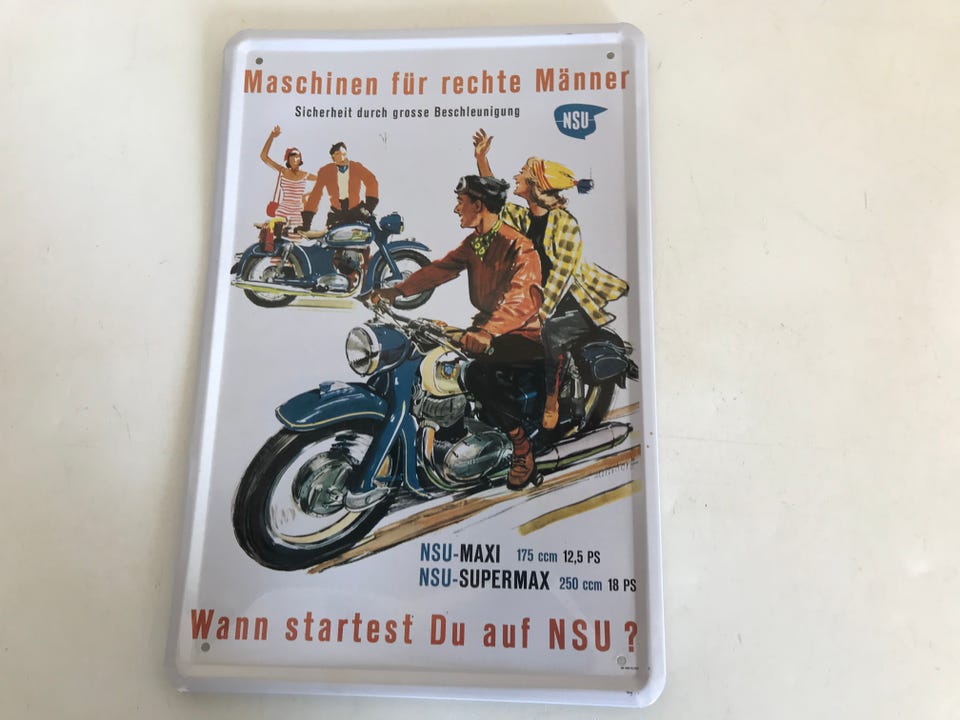 Maschinen für rechte Männer
Sicherheit durch grosse Beschleunigung
NSU
NSU-MAXI 175 ccm 12,5 PS
NSU-SUPERMAX 250 ccm 18 PS
Wann startest Du auf NSU?